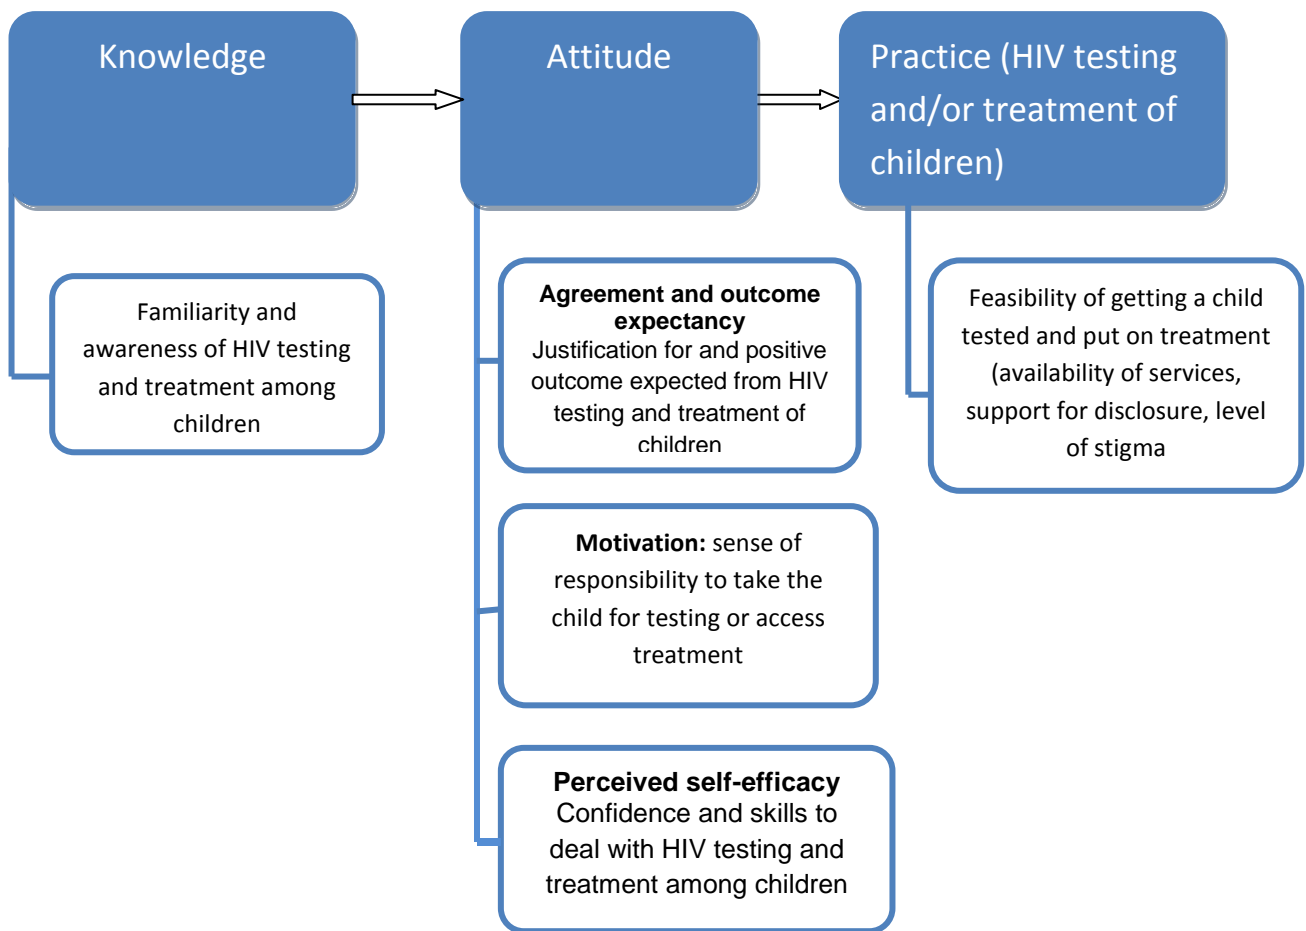 Knowledge
Attitude
Practice (HIV testing
and/or treatment of
children)
Familiarity and
awareness of HIV testing
and treatment among
children
Agreement and outcome
expectancy
Justification for and positive
outcome expected from HIV
testing and treatment of
children
Motivation: sense of
responsibility to take the
child for testing or access
treatment
Perceived self-efficacy
Confidence and skills to
deal with HIV testing and
treatment among children
Feasibility of getting a child
tested and put on treatment
(availability of services,
support for disclosure, level
of stigma